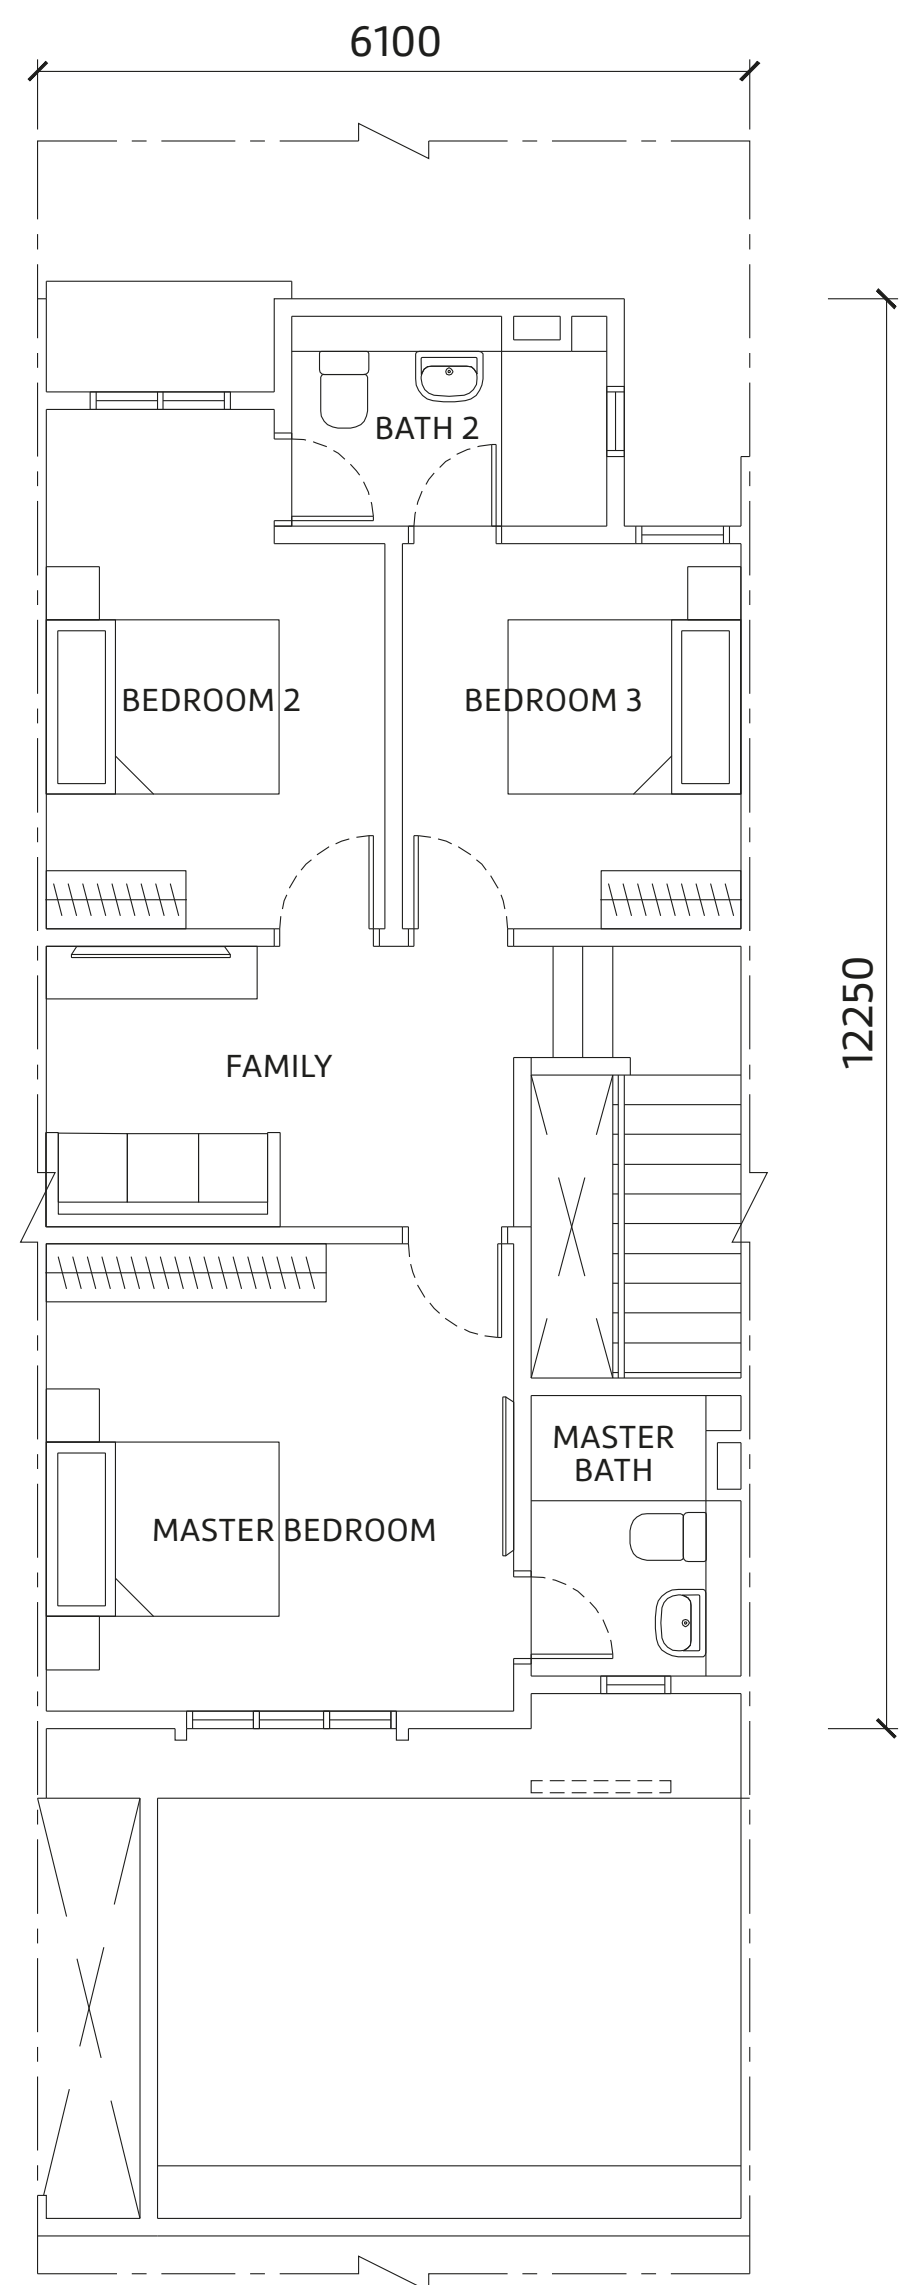 6100
BATH 2
BEDROOM 2
BEDROOM 3
12250
FAMILY
MASTER
BATH
MASTER BEDROOM